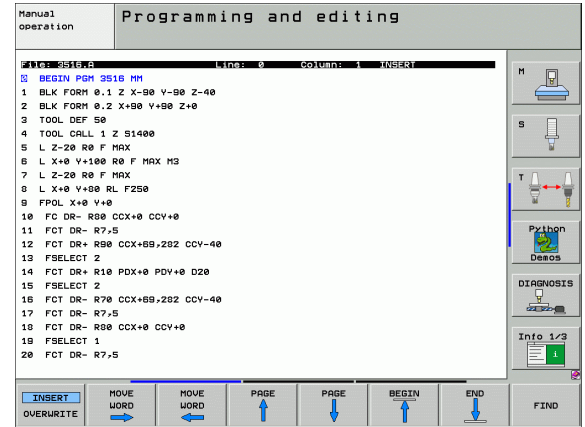 Manual operation
Programming and editing
File: 3516.A Line: 0 Column: 1 INSERT
0 BEGIN PGM 3516 MM
1 BLK FORM 0.1 Z X-90 Y-90 Z-40
2 BLK FORM 0.2 X+90 Y+90 Z+0
3 TOOL DEF 50
4 TOOL CALL 1 Z S1400
5 L Z-20 R0 F MAX
6 L X+0 Y+100 R0 F MAX M3
7 L Z-20 R0 F MAX
8 L X+0 Y+80 RL F250
9 FPOL X+0 Y+0
10 FC DR- R80 CCX+0 CCY+0
11 FCT DR- R7,5
12 FCT DR+ R90 CCX+69,282 CCY-40
13 FSELECT 2
14 FCT DR+ R10 PDX+0 PDY+0 D20
15 FSELECT 2
16 FCT DR- R70 CCX+69,282 CCY-40
17 FCT DR- R7,5
18 FCT DR- R80 CCX+0 CCY+0
19 FSELECT 1
20 FCT DR- R7,5
M
S
T
Python
Demos
DIAGNOSIS
Info 1/3
i
INSERT
OVERWRITE
MOVE
WORD
MOVE
WORD
PAGE
PAGE
BEGIN
END
FIND